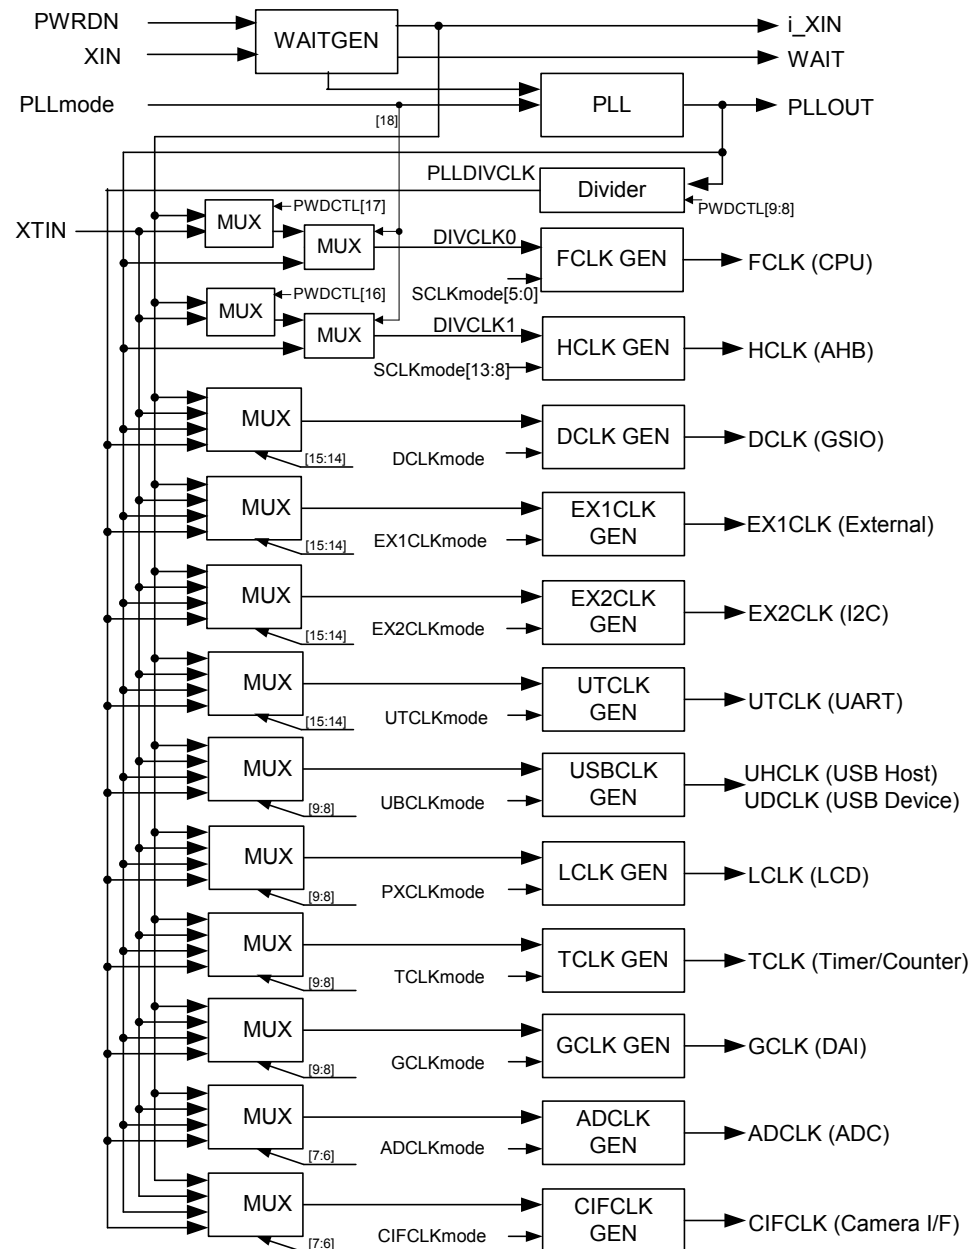 PWRDN
XIN
WAITGEN
i_XIN
WAIT
PLLmode
[18]
PLL
PLLOUT
PLLDIVCLK
Divider
PWDCTL[9:8]
XTIN
MUX
PWDCTL[17]
MUX
DIVCLK0
SCLKmode[5:0]
FCLK GEN
FCLK (CPU)
MUX
PWDCTL[16]
MUX
DIVCLK1
SCLKmode[13:8]
HCLK GEN
HCLK (AHB)
MUX
[15:14]
DCLKmode
DCLK GEN
DCLK (GSIO)
MUX
[15:14]
EX1CLKmode
EX1CLK
GEN
EX1CLK (External)
MUX
[15:14]
EX2CLKmode
EX2CLK
GEN
EX2CLK (I2C)
MUX
[15:14]
UTCLKmode
UTCLK
GEN
UTCLK (UART)
MUX
[9:8]
UBCLKmode
USBCLK
GEN
UHCLK (USB Host)
UDCLK (USB Device)
MUX
[9:8]
PXCLKmode
LCLK GEN
LCLK (LCD)
MUX
[9:8]
TCLKmode
TCLK GEN
TCLK (Timer/Counter)
MUX
[9:8]
GCLKmode
GCLK GEN
GCLK (DAI)
MUX
[7:6]
ADCLKmode
ADCLK
GEN
ADCLK (ADC)
MUX
[7:6]
CIFCLKmode
CIFCLK
GEN
CIFCLK (Camera I/F)